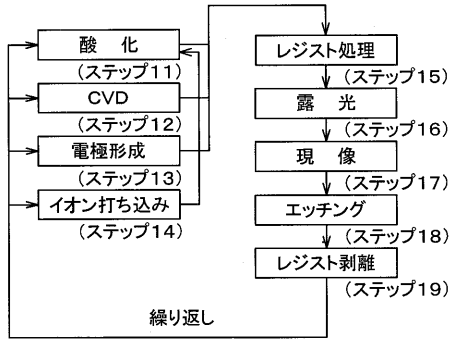 酸 化
(ステップ11)
CVD
(ステップ12)
電極形成
(ステップ13)
イオン打ち込み
(ステップ14)
レジスト処理
(ステップ15)
露 光
(ステップ16)
現 像
(ステップ17)
エッチング
(ステップ18)
レジスト剥離
(ステップ19)
繰り返し